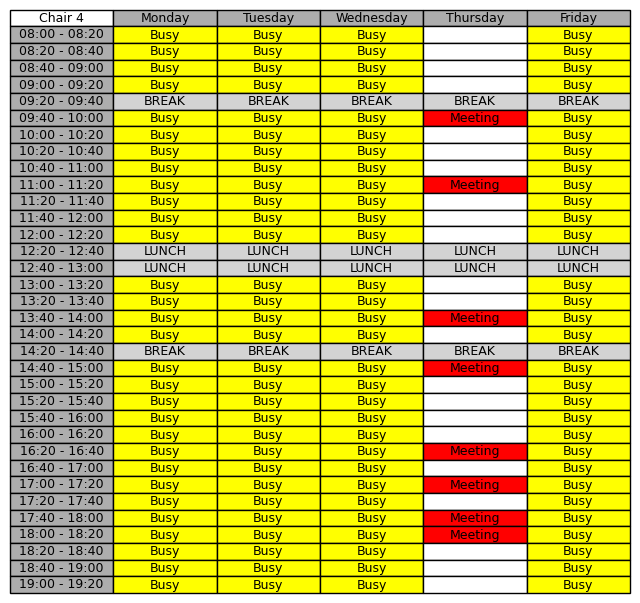 Chair 4 Monday Tuesday Wednesday Thursday Friday
08:00 - 08:20 Busy Busy Busy Busy
08:20 - 08:40 Busy Busy Busy Busy
08:40 - 09:00 Busy Busy Busy Busy
09:00 - 09:20 Busy Busy Busy Busy
09:20 - 09:40 BREAK BREAK BREAK BREAK BREAK
09:40 - 10:00 Busy Busy Busy Meeting Busy
10:00 - 10:20 Busy Busy Busy Busy
10:20 - 10:40 Busy Busy Busy Busy
10:40 - 11:00 Busy Busy Busy Busy
11:00 - 11:20 Busy Busy Busy Meeting Busy
11:20 - 11:40 Busy Busy Busy Busy
11:40 - 12:00 Busy Busy Busy Busy
12:00 - 12:20 Busy Busy Busy Busy
12:20 - 12:40 LUNCH LUNCH LUNCH LUNCH LUNCH
12:40 - 13:00 LUNCH LUNCH LUNCH LUNCH LUNCH
13:00 - 13:20 Busy Busy Busy Busy
13:20 - 13:40 Busy Busy Busy Busy
13:40 - 14:00 Busy Busy Busy Meeting Busy
14:00 - 14:20 Busy Busy Busy Busy
14:20 - 14:40 BREAK BREAK BREAK BREAK BREAK
14:40 - 15:00 Busy Busy Busy Meeting Busy
15:00 - 15:20 Busy Busy Busy Busy
15:20 - 15:40 Busy Busy Busy Busy
15:40 - 16:00 Busy Busy Busy Busy
16:00 - 16:20 Busy Busy Busy Busy
16:20 - 16:40 Busy Busy Busy Meeting Busy
16:40 - 17:00 Busy Busy Busy Busy
17:00 - 17:20 Busy Busy Busy Meeting Busy
17:20 - 17:40 Busy Busy Busy Busy
17:40 - 18:00 Busy Busy Busy Meeting Busy
18:00 - 18:20 Busy Busy Busy Meeting Busy
18:20 - 18:40 Busy Busy Busy Busy
18:40 - 19:00 Busy Busy Busy Busy
19:00 - 19:20 Busy Busy Busy Busy